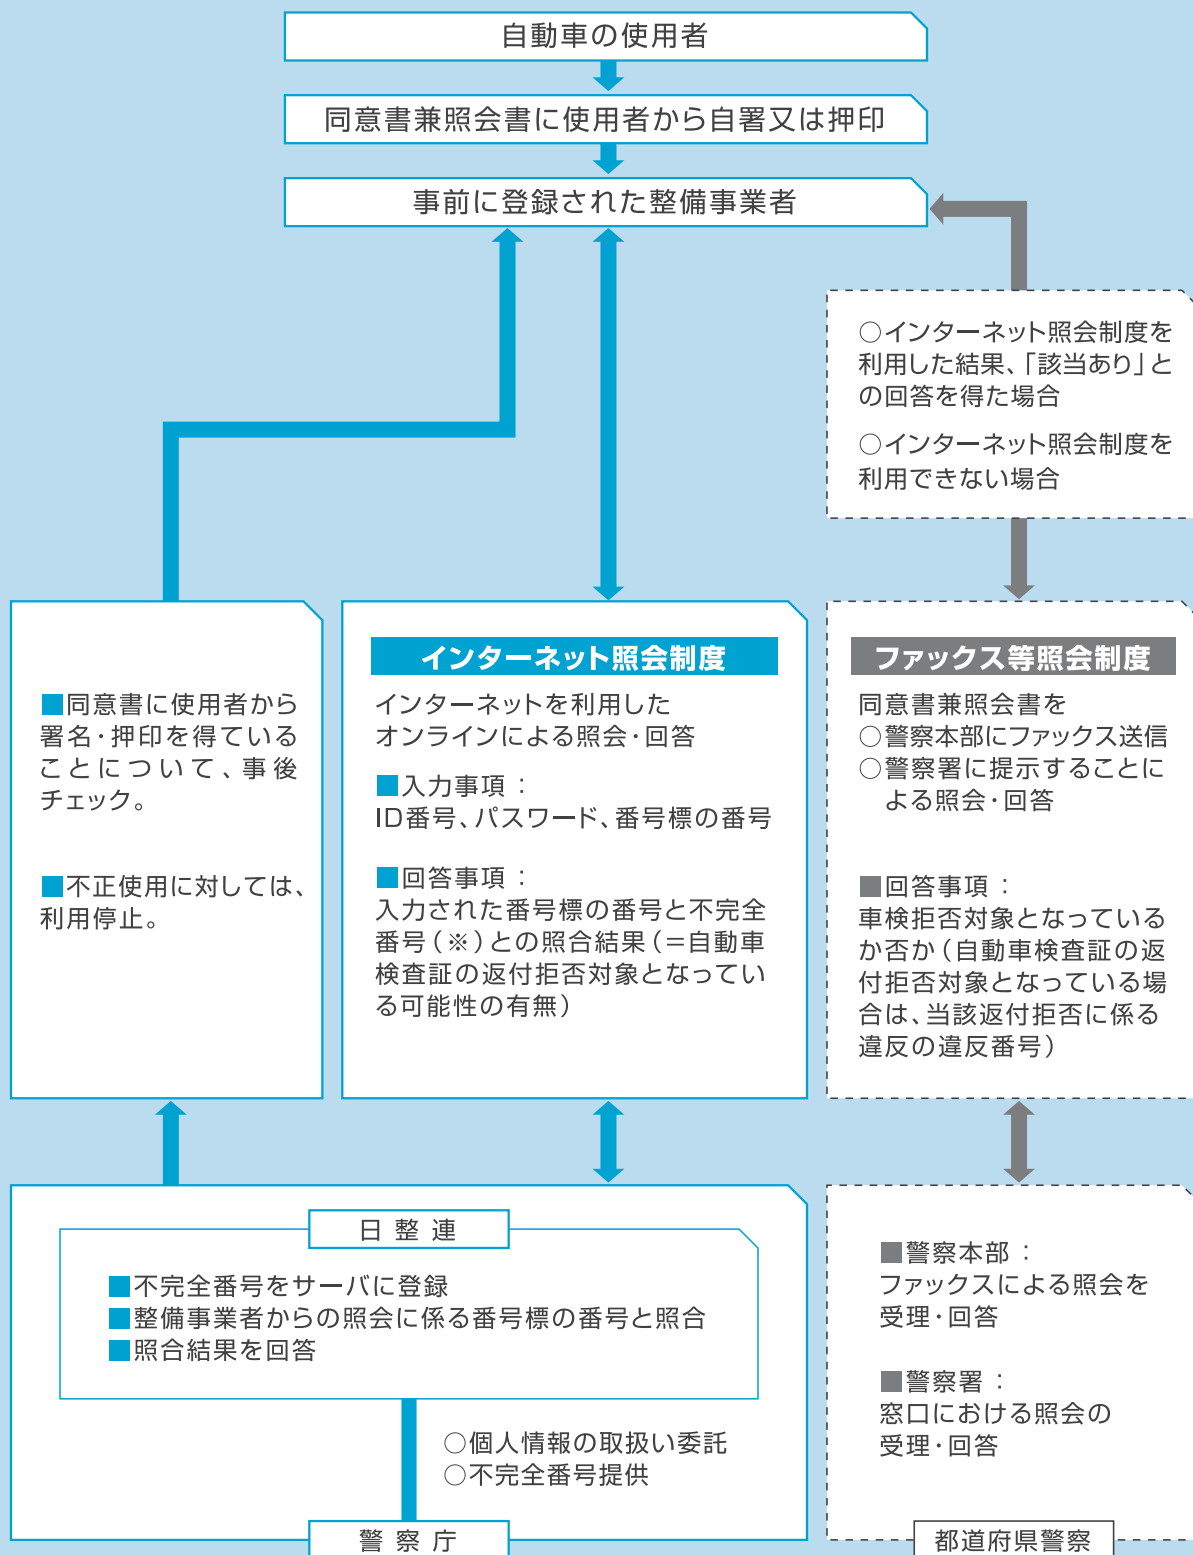 自動車の使用者
同意書兼照会書に使用者から自署又は押印
事前に登録された整備事業者
○インターネット照会制度を
利用した結果、「該当あり」と
の回答を得た場合
○インターネット照会制度を
利用できない場合
■同意書に使用者から
署名・押印を得ている
ことについて、事後
チェック。
■不正使用に対しては、
利用停止。
インターネット照会制度
インターネットを利用した
オンラインによる照会・回答
■入力事項：
ID番号、パスワード、番号標の番号
■回答事項：
入力された番号標の番号と不完全
番号（※）との照合結果（＝自動車
検査証の返付拒否対象となってい
る可能性の有無）
ファックス等照会制度
同意書兼照会書を
○警察本部にファックス送信
○警察署に提示することに
よる照会・回答
■回答事項：
車検拒否対象となっている
か否か（自動車検査証の返
付拒否対象となっている場
合は、当該返付拒否に係る
違反の違反番号）
日整連
■不完全番号をサーバに登録
■整備事業者からの照会に係る番号標の番号と照合
■照合結果を回答
○個人情報の取扱い委託
○不完全番号提供
警察庁
■警察本部：
ファックスによる照会を
受理・回答
■警察署：
窓口における照会の
受理・回答
都道府県警察